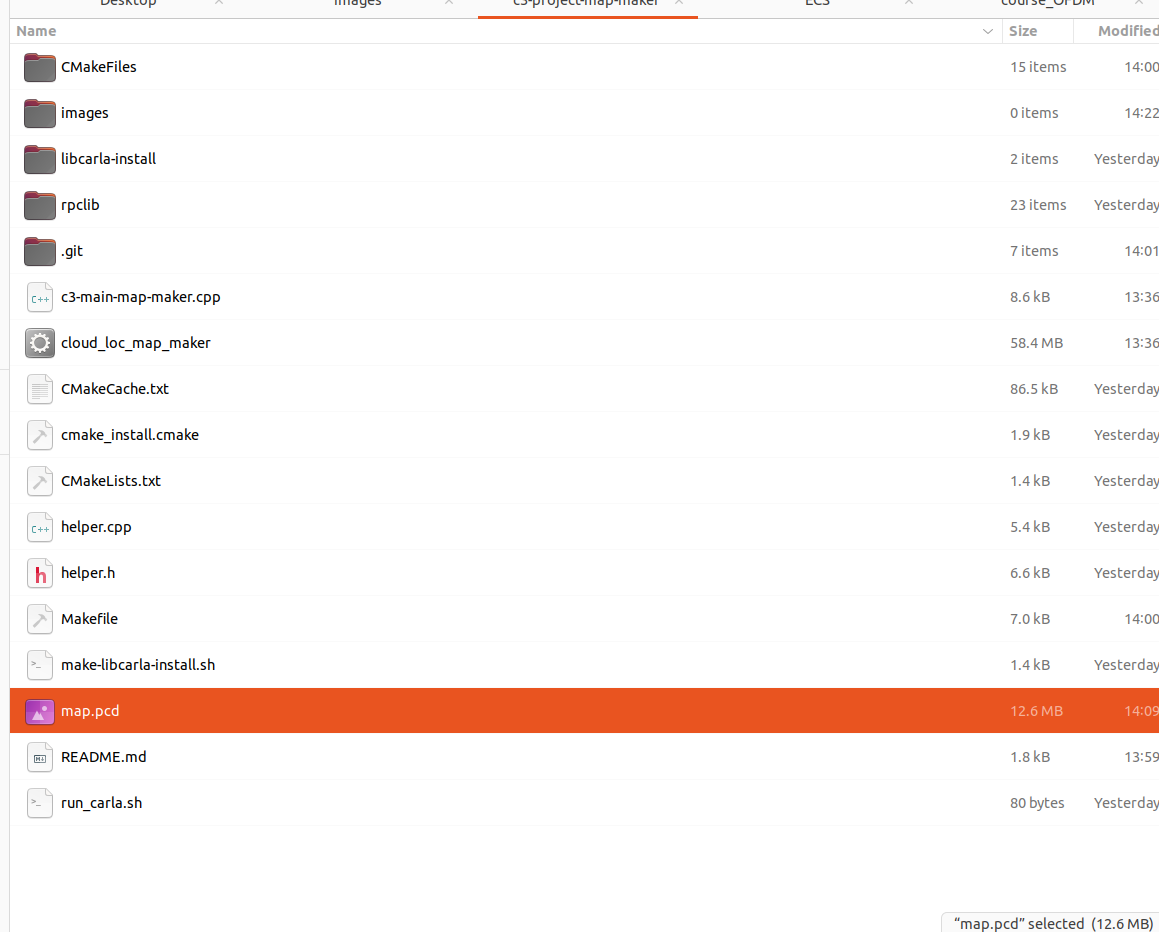 Desktop images c3-project-map-maker ECS course_OFDM
Name Size Modified
CMakeFiles 15 items 14:00
images 0 items 14:22
libcarla-install 2 items Yesterday
rpclib 23 items Yesterday
.git 7 items 14:01
C++ c3-main-map-maker.cpp 8.6 kB 13:36
cloud_loc_map_maker 58.4 MB 13:36
CMakeCache.txt 86.5 kB Yesterday
cmake_install.cmake 1.9 kB Yesterday
CMakeLists.txt 1.4 kB Yesterday
C++ helper.cpp 5.4 kB Yesterday
h helper.h 6.6 kB Yesterday
Makefile 7.0 kB 14:00
>_ make-libcarla-install.sh 1.4 kB Yesterday
map.pcd 12.6 MB 14:09
M↓ README.md 1.8 kB 13:59
>_ run_carla.sh 80 bytes Yesterday
“map.pcd” selected (12.6 MB)